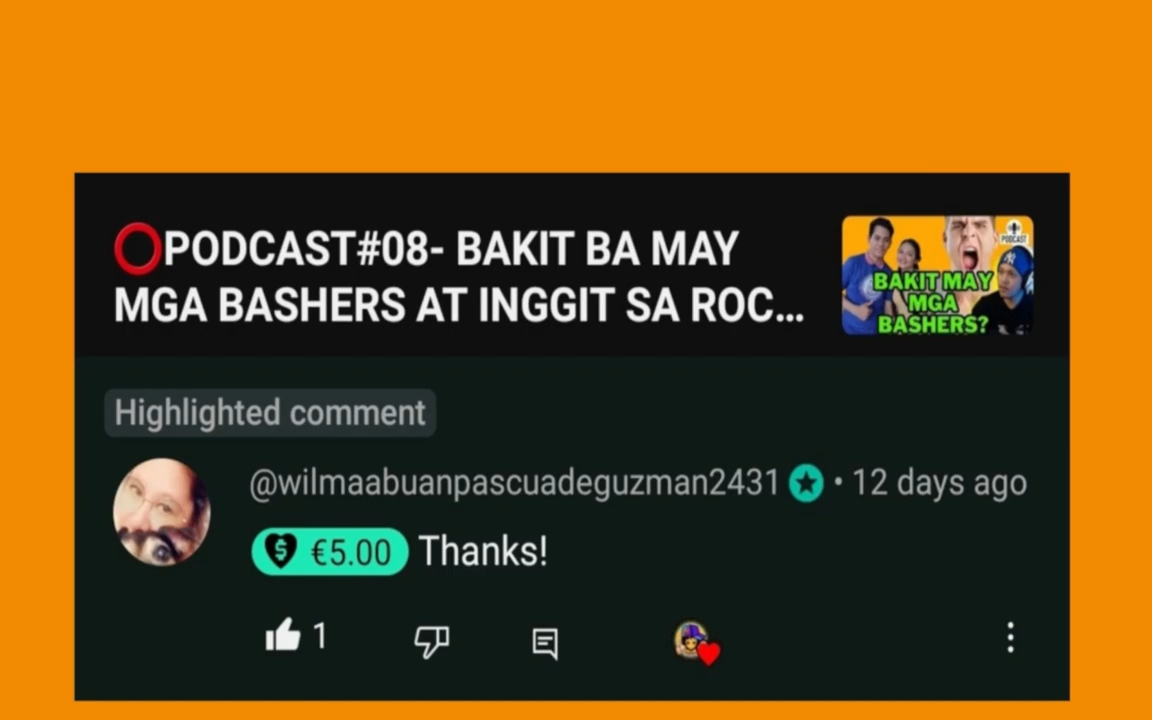 ⭕PODCAST#08- BAKIT BA MAY
MGA BASHERS AT INGGIT SA ROC...
PODCAST
BAKIT MAY
MGA
BASHERS?
Highlighted comment
@wilmaabuanpascuadeguzman2431 • 12 days ago
€5.00 Thanks!
1